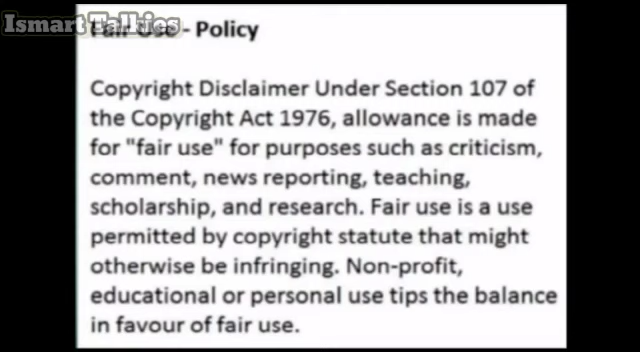 Ismart Talkies
Fair Use - Policy
Copyright Disclaimer Under Section 107 of
the Copyright Act 1976, allowance is made
for "fair use" for purposes such as criticism,
comment, news reporting, teaching,
scholarship, and research. Fair use is a use
permitted by copyright statute that might
otherwise be infringing. Non-profit,
educational or personal use tips the balance
in favour of fair use.